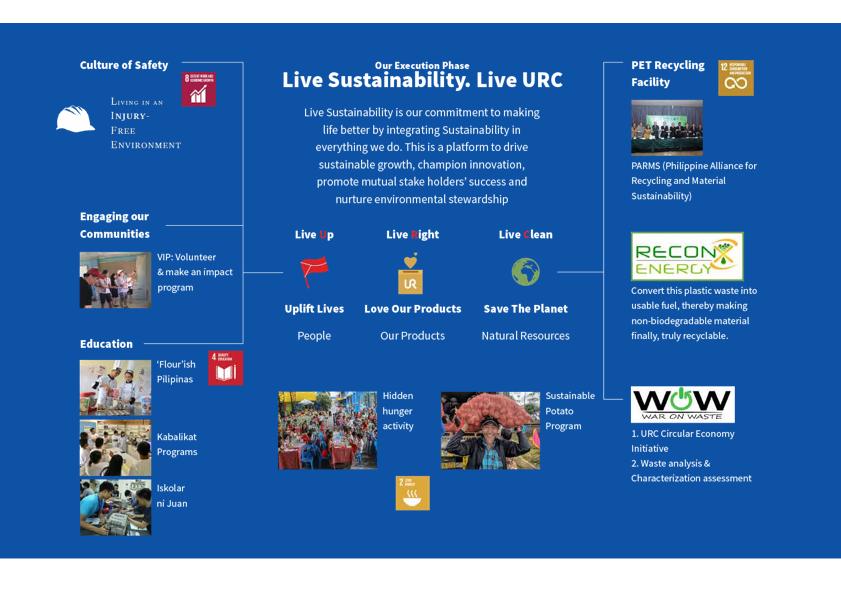 Culture of Safety
8 DECENT WORK AND
ECONOMIC GROWTH
LIVING IN AN
INJURY-
FREE
ENVIRONMENT
Engaging our
Communities
VIP: Volunteer
& make an impact
program
Education
4 QUALITY
EDUCATION
'Flour'ish
Pilipinas
Kabalikat
Programs
Iskolar
ni Juan
Our Execution Phase
Live Sustainability. Live URC
Live Sustainability is our commitment to making
life better by integrating Sustainability in
everything we do. This is a platform to drive
sustainable growth, champion innovation,
promote mutual stake holders' success and
nurture environmental stewardship
Live Up
Live Right
Live Clean
UR
Uplift Lives
Love Our Products
Save The Planet
People
Our Products
Natural Resources
Hidden
hunger
activity
Sustainable
Potato
Program
2 ZERO
HUNGER
PET Recycling
Facility
12 RESPONSIBLE
CONSUMPTION
AND PRODUCTION
PARMS (Philippine Alliance for
Recycling and Material
Sustainability)
RECONX
ENERGY
Convert this plastic waste into
usable fuel, thereby making
non-biodegradable material
finally, truly recyclable.
WOW
WAR ON WASTE
1. URC Circular Economy
Initiative
2. Waste analysis &
Characterization assessment